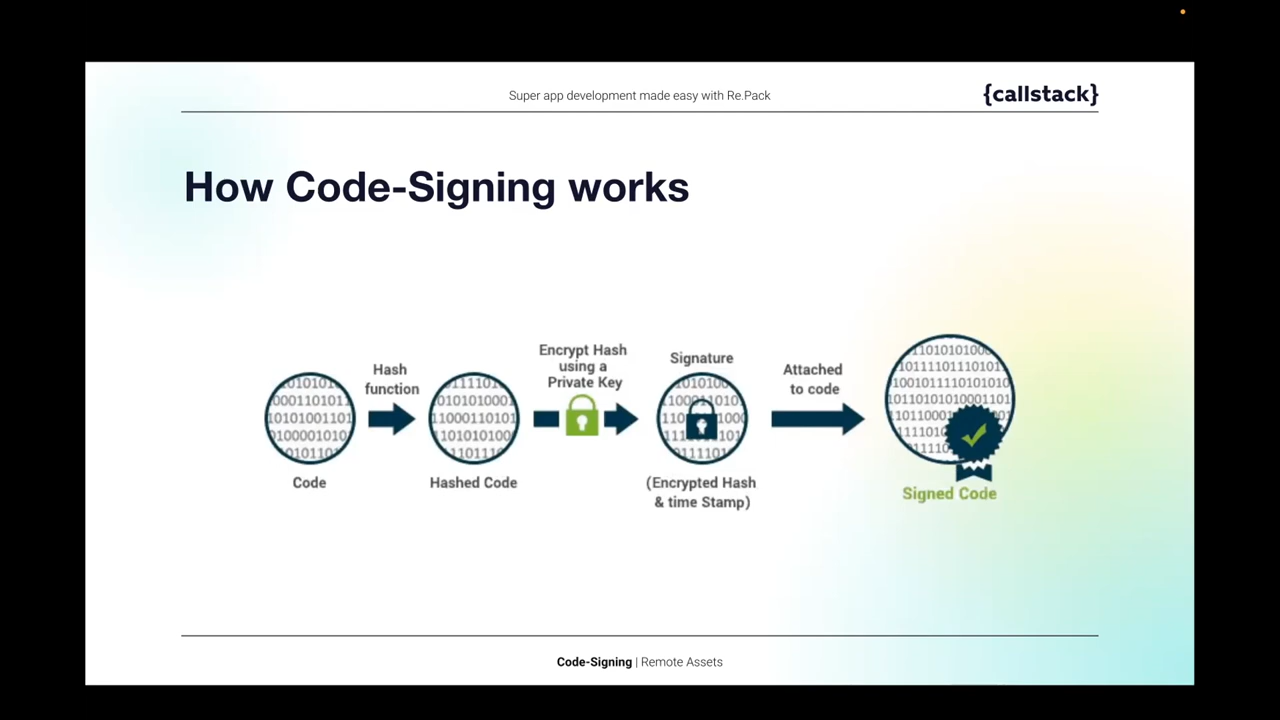 Super app development made easy with Re.Pack
{callstack}
How Code-Signing works
Hash
function
Encrypt Hash
using a
Private Key
Signature
Attached
to code
Code
Hashed Code
(Encrypted Hash
& time Stamp)
Signed Code
Code-Signing | Remote Assets